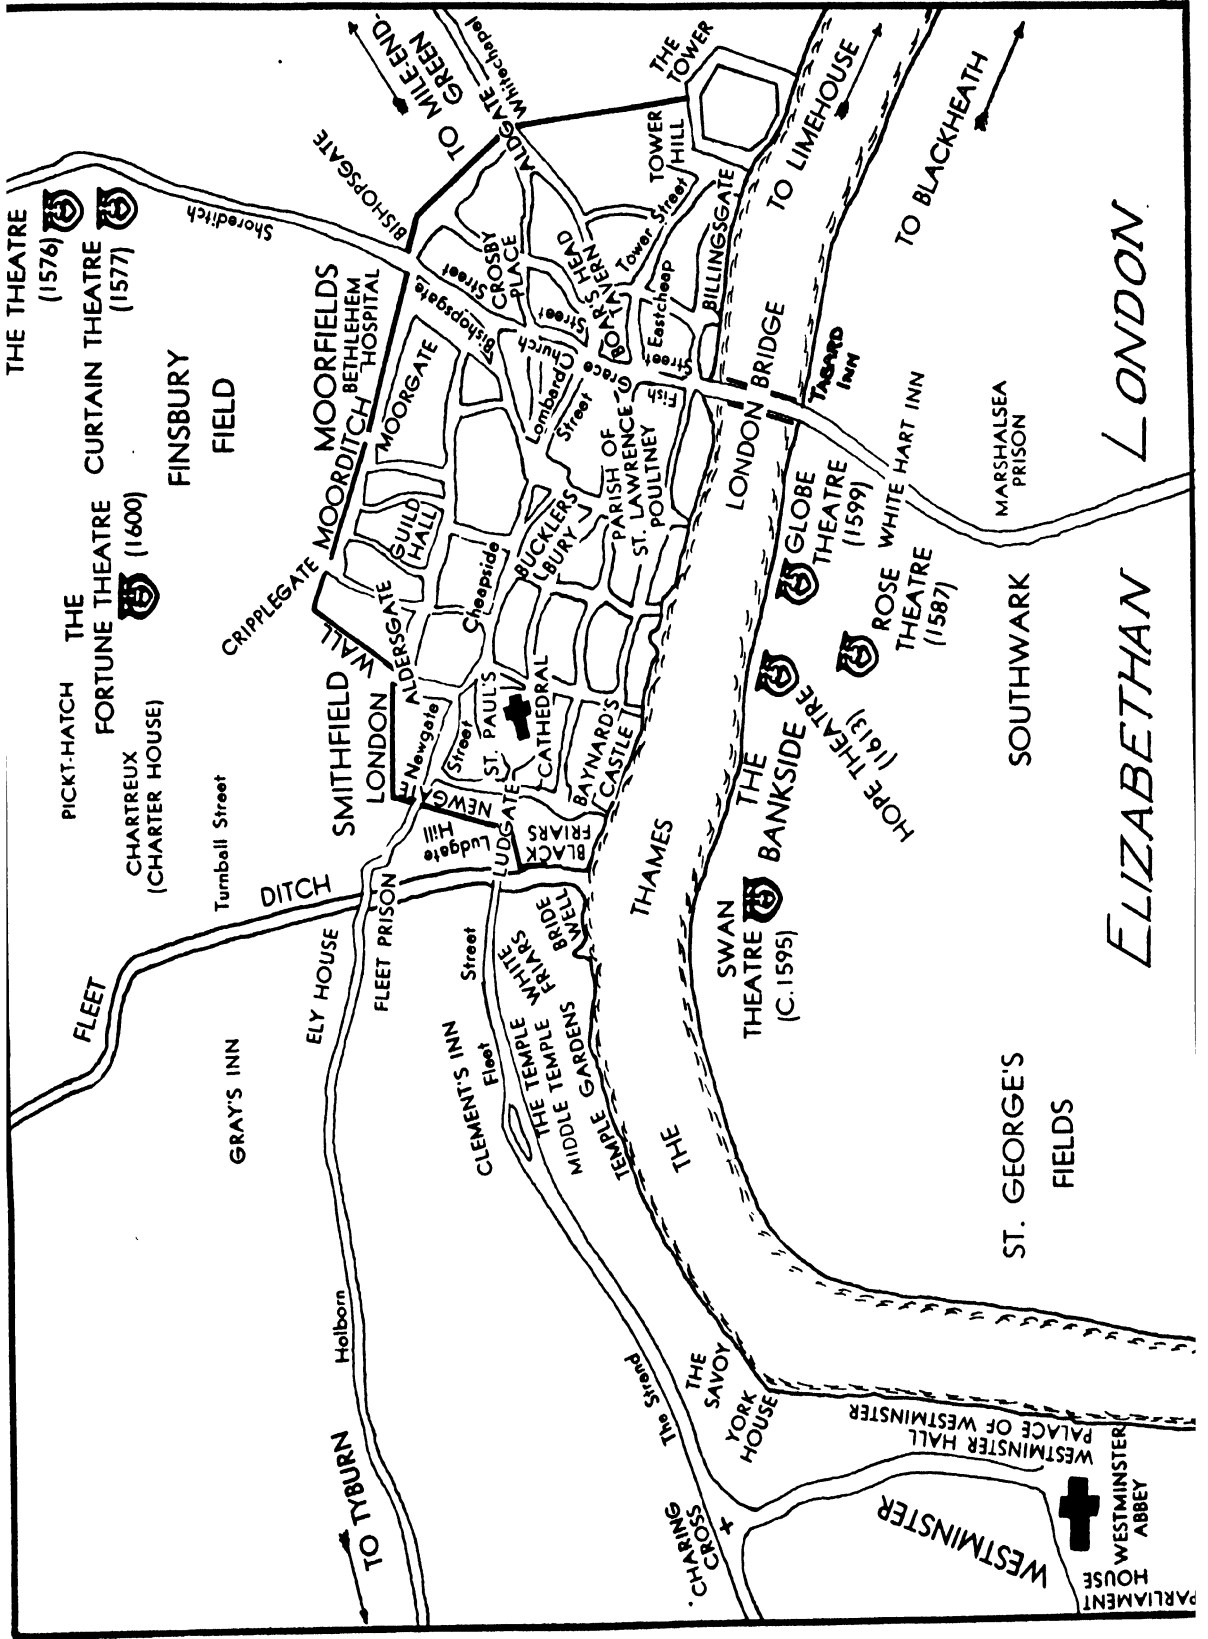 THE THEATRE
(1576)
CURTAIN THEATRE
(1577)
PICKT-HATCH
THE
FORTUNE THEATRE
(1600)
CHARTREUX
(CHARTER HOUSE)
Turnball Street
FINSBURY
FIELD
Shoreditch
BISHOPSGATE
TO MILE-END-
GREEN
Whitechapel
ALDGATE
THE
TOWER
TOWER
HILL
MOORFIELDS
BETHLEHEM
HOSPITAL
MOORDITCH
MOORGATE
CRIPPLEGATE
SMITHFIELD
LONDON
WALL
ALDERSGATE
GUILD
HALL
Bishopsgate
Street
CROSBY
PLACE
BOAR'S HEAD
TAVERN
Tower Street
Eastcheap
BILLINGSGATE
Grace
Church
Street
Lombard
Street
Fish
Street
PARISH OF
ST. LAWRENCE
POULTNEY
BUCKLERS
BURY
Cheapside
Newgate
Street
NEWGATE
ST. PAUL'S
CATHEDRAL
BAYNARD'S
CASTLE
LUDGATE
Ludgate
Hill
BLACK
FRIARS
FLEET
DITCH
FLEET PRISON
ELY HOUSE
GRAY'S INN
Holborn
TO TYBURN
BRIDE
WELL
WHITE
FRIARS
Fleet
Street
CLEMENT'S INN
THE TEMPLE
MIDDLE TEMPLE
TEMPLE GARDENS
The Strand
THE
SAVOY
YORK
HOUSE
CHARING
CROSS
WESTMINSTER
WESTMINSTER HALL
PALACE OF WESTMINSTER
WESTMINSTER
ABBEY
PARLIAMENT
HOUSE
THE
THAMES
LONDON
BRIDGE
TO LIMEHOUSE
TO BLACKHEATH
TABARD
INN
WHITE HART INN
MARSHALSEA
PRISON
GLOBE
THEATRE
(1599)
ROSE
THEATRE
(1587)
HOPE THEATRE
(1613)
THE
BANKSIDE
SWAN
THEATRE
(C.1595)
SOUTHWARK
ST. GEORGE'S
FIELDS
ELIZABETHAN LONDON